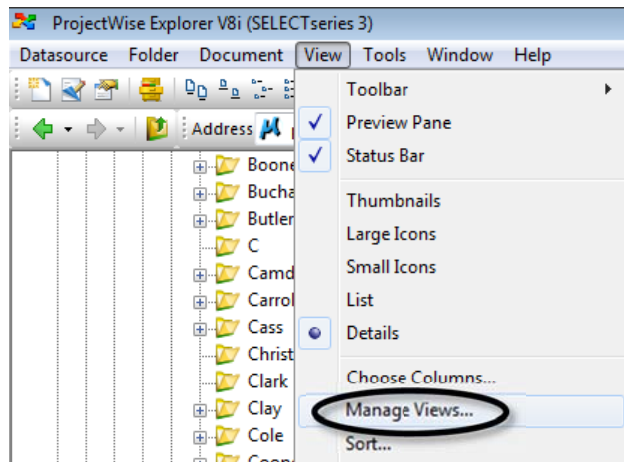 ProjectWise Explorer V8i (SELECTseries 3)
Datasource Folder Document View Tools Window Help
Address
Toolbar
Preview Pane
Status Bar
Thumbnails
Large Icons
Small Icons
List
Details
Choose Columns...
Manage Views...
Sort...
Boone
Bucha
Butler
C
Camd
Carrol
Cass
Christ
Clark
Clay
Cole